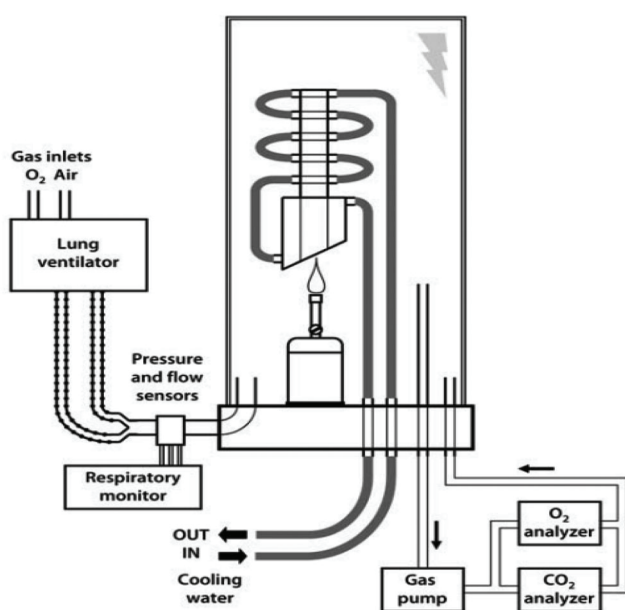 Gas inlets
O2 Air
Lung
ventilator
Pressure
and flow
sensors
Respiratory
monitor
OUT
IN
Cooling
water
Gas
pump
O2
analyzer
CO2
analyzer